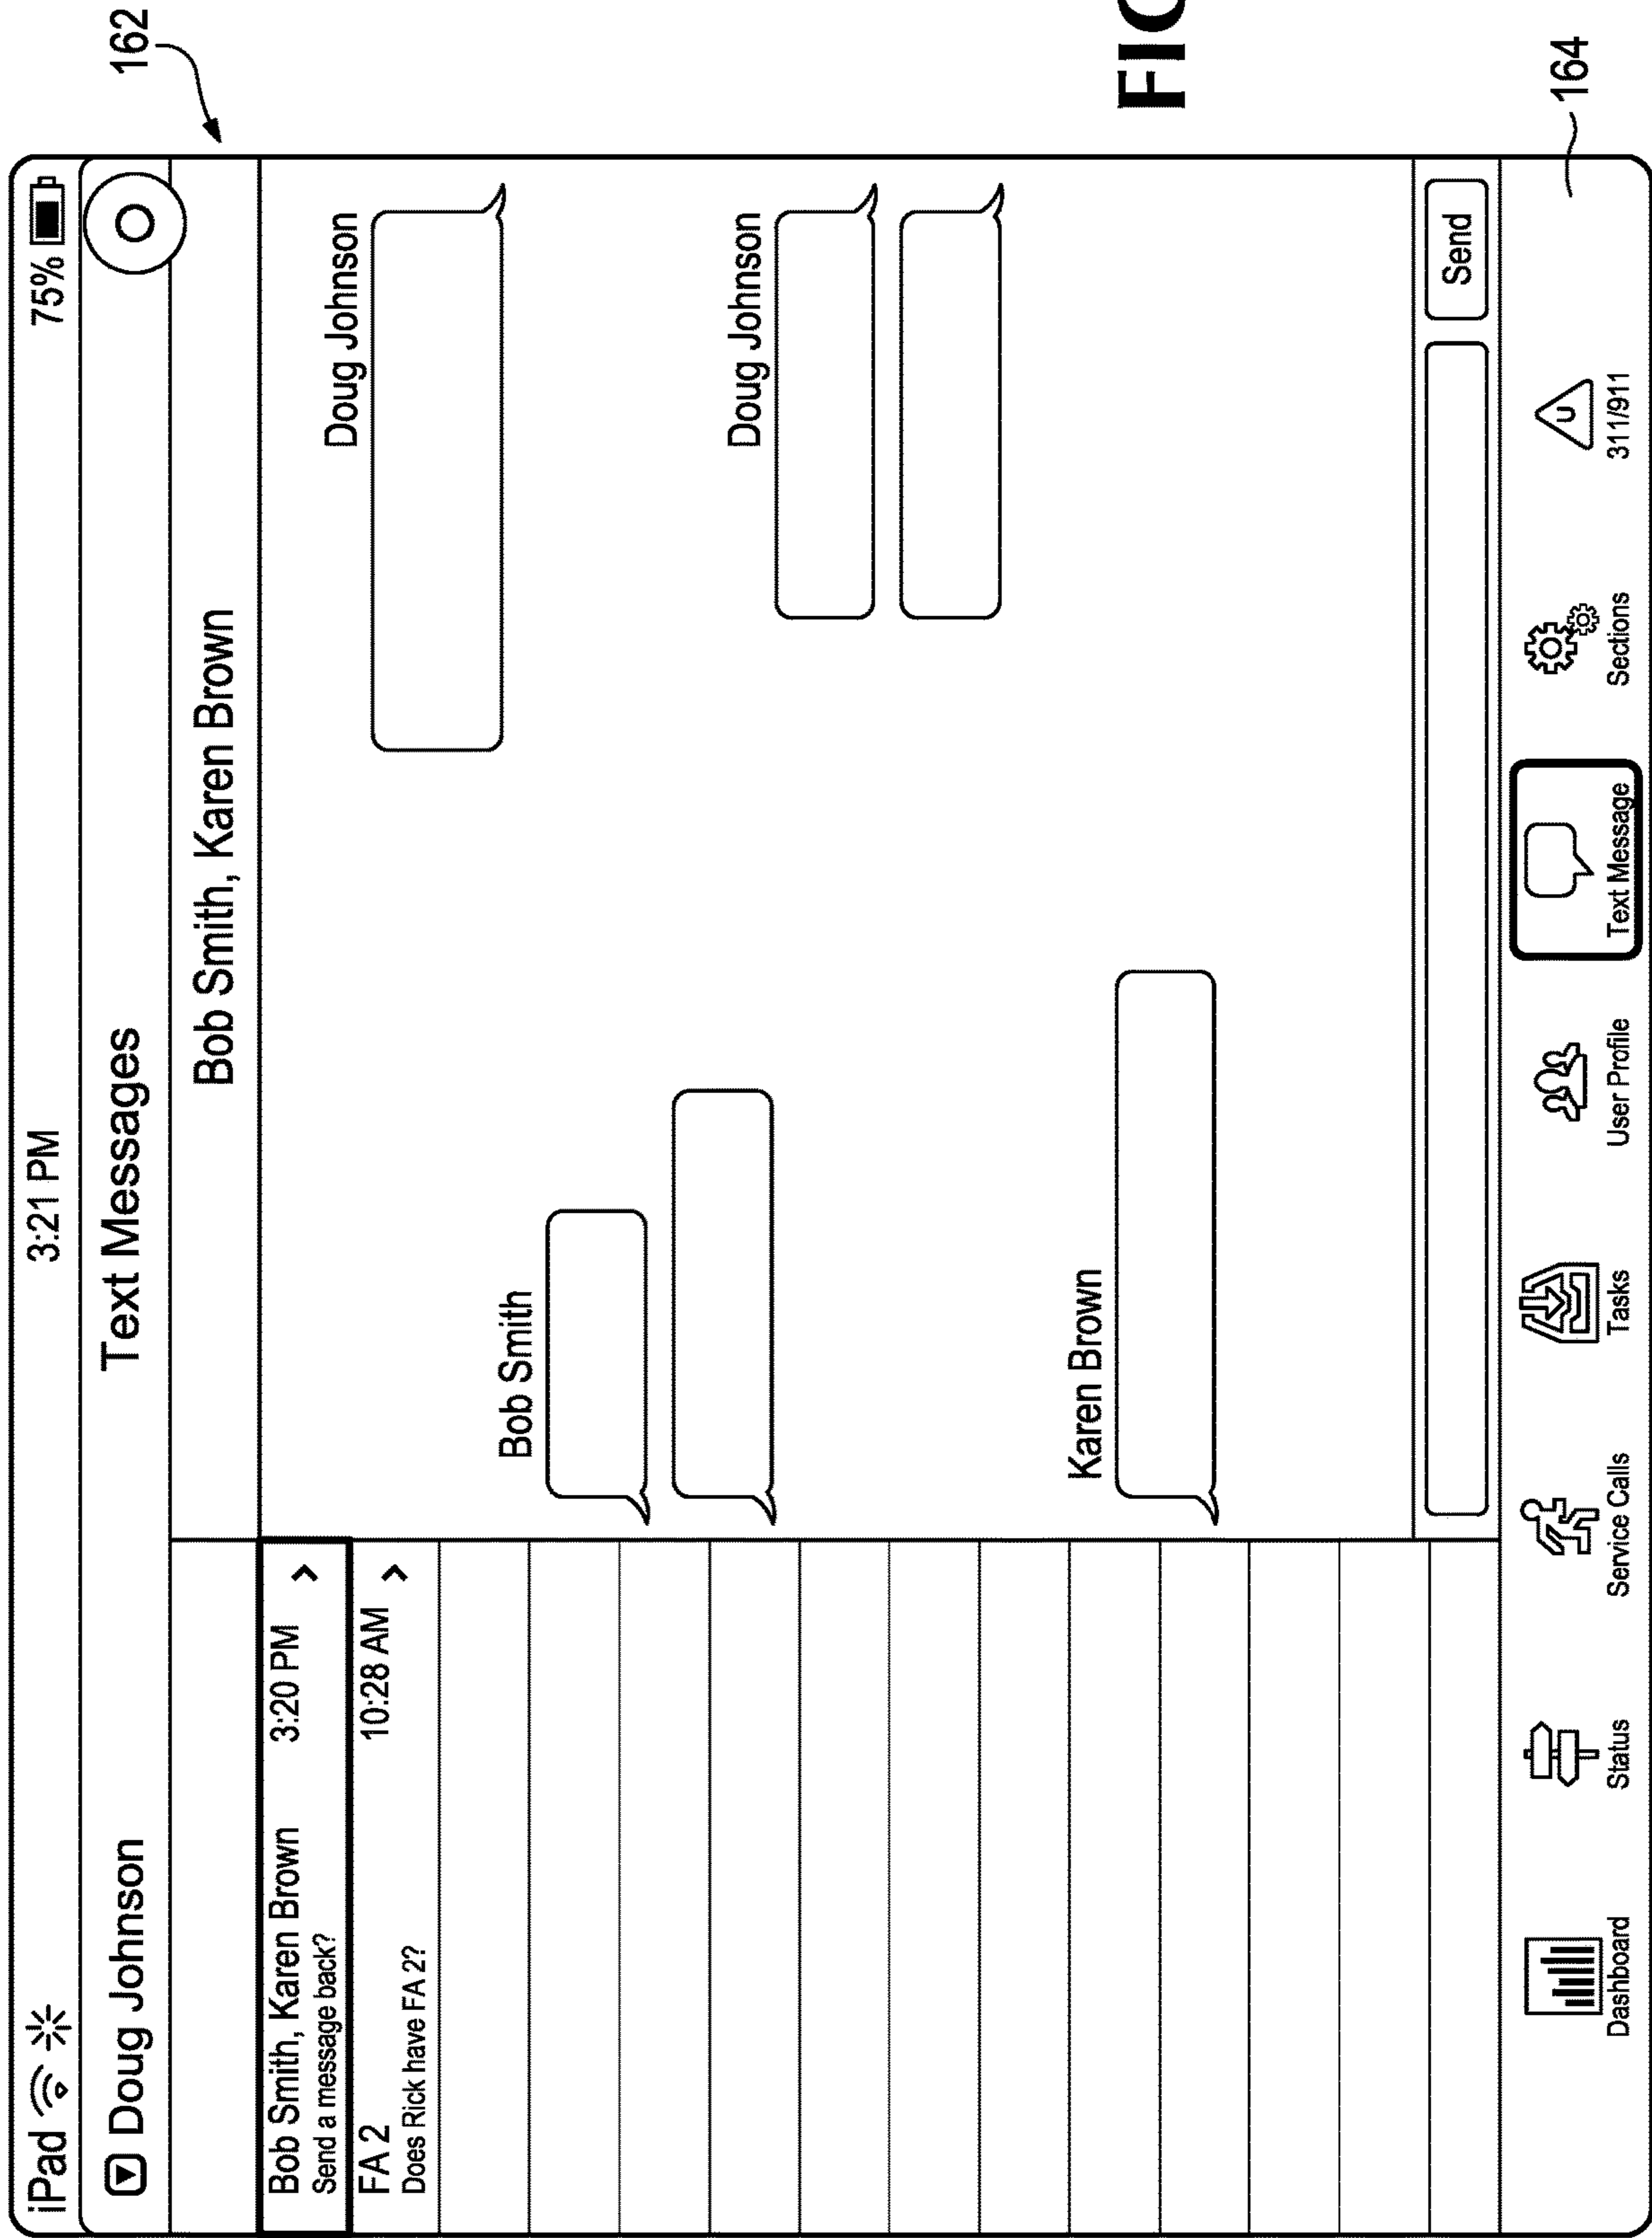 iPad 3:21 PM 75%
Doug Johnson Text Messages
Bob Smith, Karen Brown
Bob Smith, Karen Brown 3:20 PM >
Send a message back?
FA 2 10:28 AM >
Does Rick have FA 2?
Doug Johnson
Bob Smith
Doug Johnson
Karen Brown
Send
Dashboard
Status
Service Calls
Tasks
User Profile
Text Message
Sections
311/911
162
164